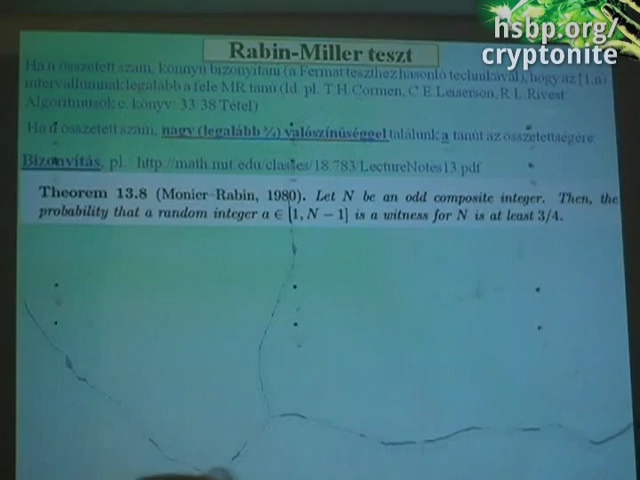 hsbp.org/
cryptonite
Rabin-Miller teszt
Ha n összetett szám, könnyű bizonyítani (a Fermat teszthez hasonló technikával), hogy az [1,n)
intervallumnak legalább a fele MR tanú (ld. pl. T.H. Cormen, C.E. Leiserson, R.L. Rivest:
Algoritmusok c. könyv: 33.38 Tétel)
Ha n összetett szám, nagy (legalább ¾) valószínűséggel találunk a tanút az összetettségére.
Bizonyítás, pl.: http://math.mit.edu/classes/18.783/LectureNotes13.pdf
Theorem 13.8 (Monier–Rabin, 1980). Let N be an odd composite integer. Then, the
probability that a random integer a ∈ [1, N − 1] is a witness for N is at least 3/4.